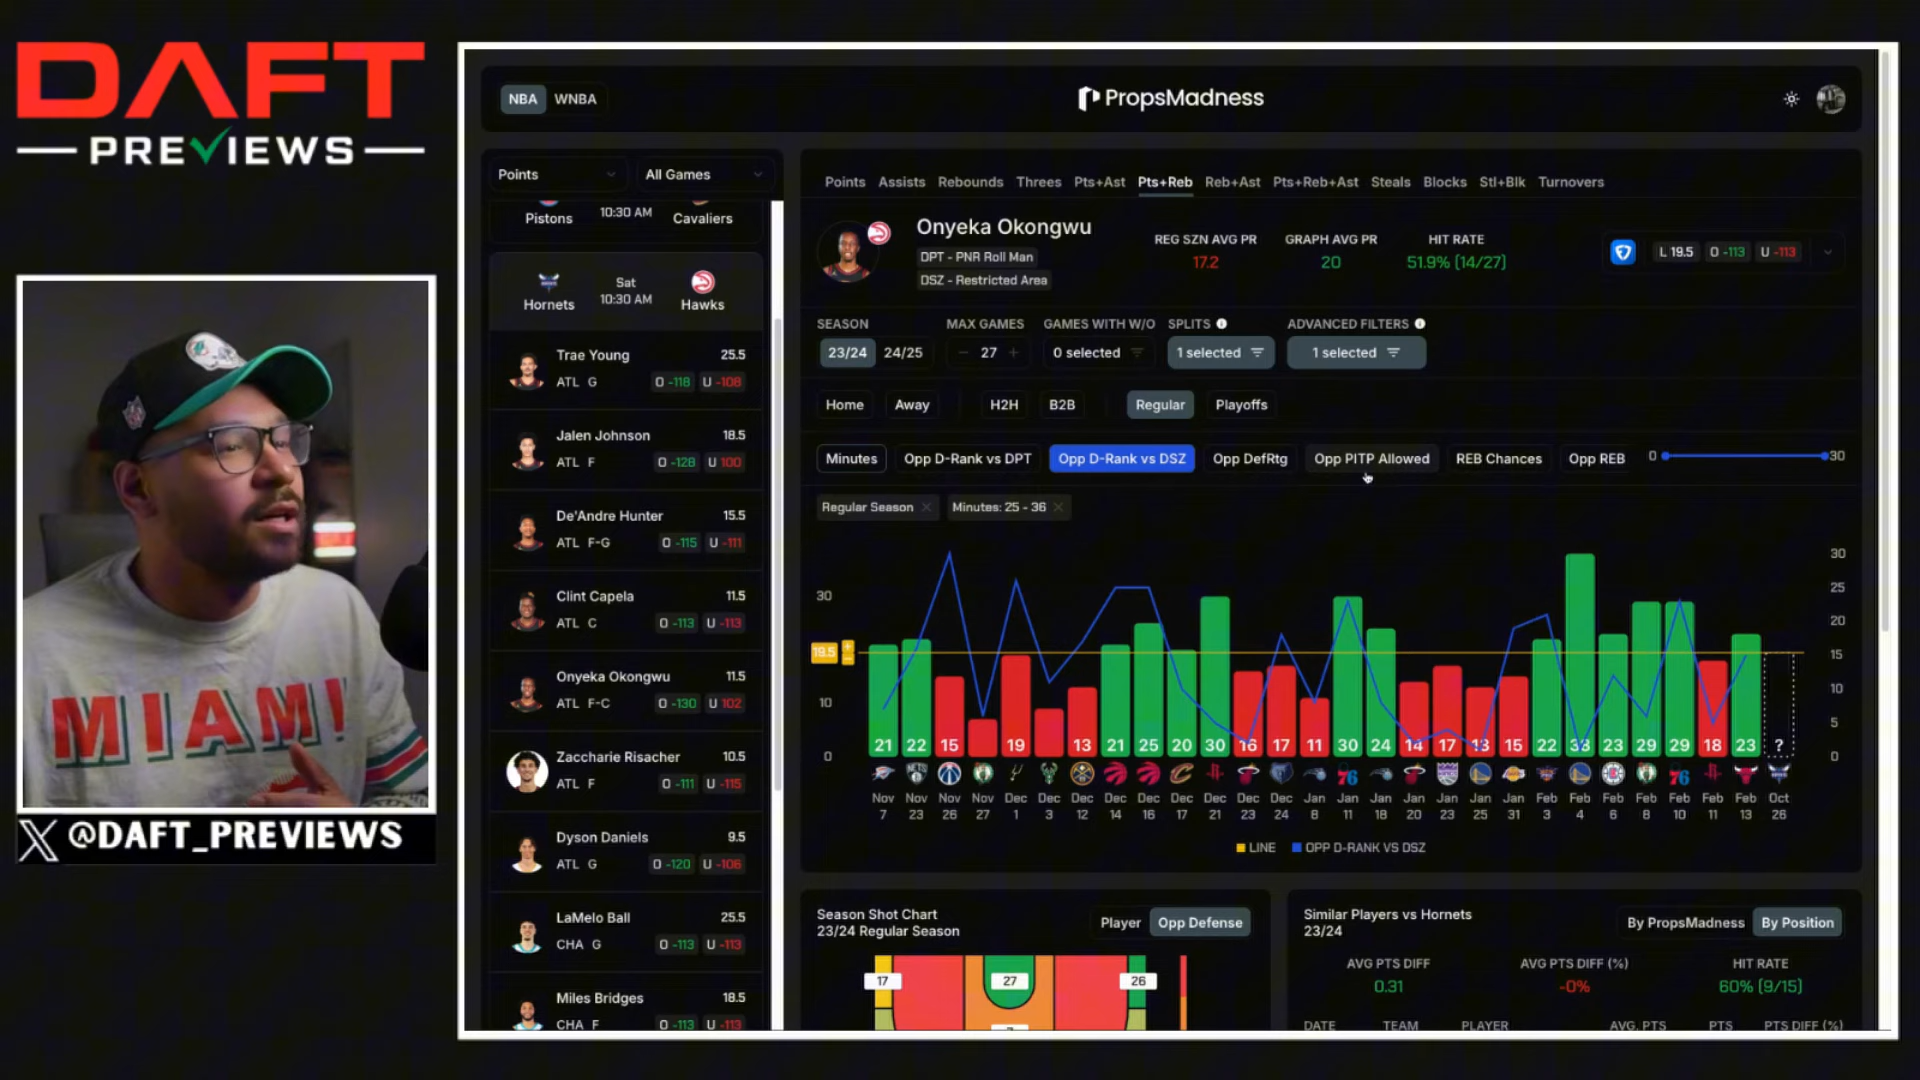 DAFT
PREVIEWS
MIAMI
@DAFT_PREVIEWS
NBA
WNBA
PropsMadness
Points
All Games
Pistons
10:30 AM
Cavaliers
Hornets
Sat
10:30 AM
Hawks
Trae Young 25.5
ATL G O -118 U -108
Jalen Johnson 18.5
ATL F O -128 U 100
De'Andre Hunter 15.5
ATL F-G O -115 U -111
Clint Capela 11.5
ATL C O -113 U -113
Onyeka Okongwu 11.5
ATL F-C O -130 U 102
Zaccharie Risacher 10.5
ATL F O -111 U -115
Dyson Daniels 9.5
ATL G O -120 U -106
LaMelo Ball 25.5
CHA G O -113 U -113
Miles Bridges 18.5
CHA F O -113 U -113
Points Assists Rebounds Threes Pts+Ast Pts+Reb Reb+Ast Pts+Reb+Ast Steals Blocks Stl+Blk Turnovers
Onyeka Okongwu
DPT - PNR Roll Man
DSZ - Restricted Area
REG SZN AVG PR
17.2
GRAPH AVG PR
20
HIT RATE
51.9% (14/27)
L 19.5 O -113 U -113
SEASON MAX GAMES GAMES WITH W/O SPLITS ADVANCED FILTERS
23/24 24/25 − 27 + 0 selected 1 selected 1 selected
Home Away H2H B2B Regular Playoffs
Minutes Opp D-Rank vs DPT Opp D-Rank vs DSZ Opp DefRtg Opp PITP Allowed REB Chances Opp REB 0 30
Regular Season × Minutes: 25 - 36 ×
30
10
0
19.5
30
25
20
15
10
5
0
21 22 15 19 13 21 25 20 30 16 17 11 30 24 14 17 13 15 22 38 23 29 29 18 23 ?
Nov Nov Nov Nov Dec Dec Dec Dec Dec Dec Dec Dec Dec Jan Jan Jan Jan Jan Jan Jan Feb Feb Feb Feb Feb Feb Feb Oct
7 23 26 27 1 3 12 14 16 17 21 23 24 8 11 18 20 23 25 31 3 4 6 8 10 11 13 26
LINE OPP D-RANK VS DSZ
Season Shot Chart
23/24 Regular Season
Player Opp Defense
17 27 26
Similar Players vs Hornets
23/24
By PropsMadness By Position
AVG PTS DIFF AVG PTS DIFF (%) HIT RATE
0.31 -0% 60% (9/15)
DATE TEAM PLAYER AVG. PTS PTS PTS DIFF (%)